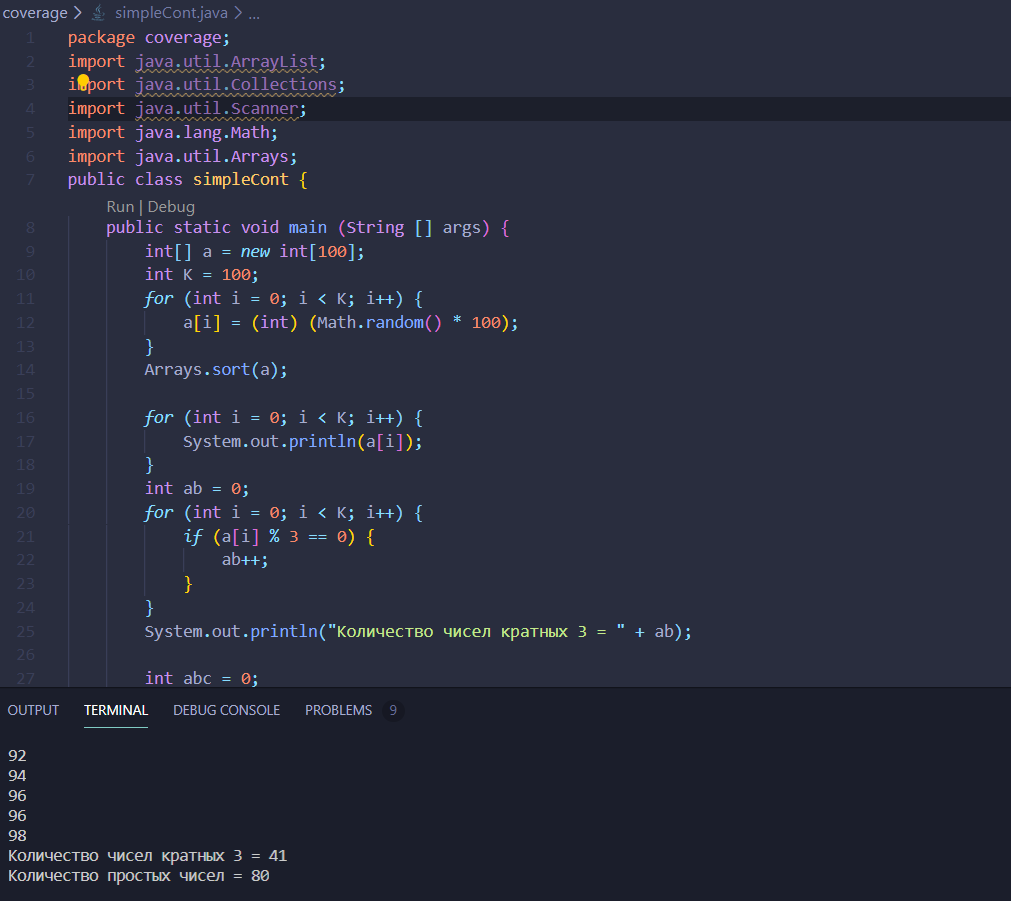 coverage > simpleCont.java > ...
1 package coverage;
2 import java.util.ArrayList;
3 import java.util.Collections;
4 import java.util.Scanner;
5 import java.lang.Math;
6 import java.util.Arrays;
7 public class simpleCont {
Run | Debug
8 public static void main (String [] args) {
9 int[] a = new int[100];
10 int K = 100;
11 for (int i = 0; i < K; i++) {
12 a[i] = (int) (Math.random() * 100);
13 }
14 Arrays.sort(a);
15
16 for (int i = 0; i < K; i++) {
17 System.out.println(a[i]);
18 }
19 int ab = 0;
20 for (int i = 0; i < K; i++) {
21 if (a[i] % 3 == 0) {
22 ab++;
23 }
24 }
25 System.out.println("Количество чисел кратных 3 = " + ab);
26
27 int abc = 0;
OUTPUT TERMINAL DEBUG CONSOLE PROBLEMS 9
92
94
96
96
98
Количество чисел кратных 3 = 41
Количество простых чисел = 80